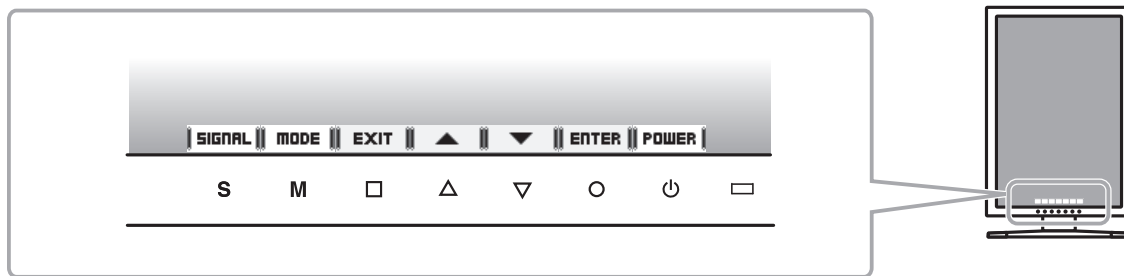 SIGNAL MODE EXIT ▲ ▼ ENTER POWER
S M □ △ ▽ ○ ⏻ ▭